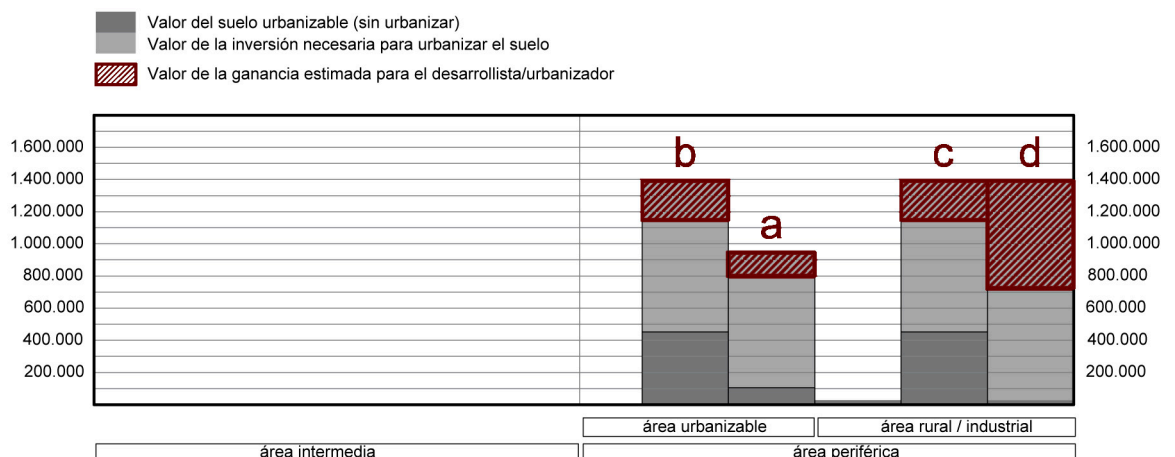 Valor del suelo urbanizable (sin urbanizar)
Valor de la inversión necesaria para urbanizar el suelo
Valor de la ganancia estimada para el desarrollista/urbanizador
b c d
1.600.000 1.600.000
1.400.000 1.400.000
a
1.200.000 1.200.000
1.000.000 1.000.000
800.000 800.000
600.000 600.000
400.000 400.000
200.000 200.000
área urbanizable área rural / industrial
área intermedia área periférica